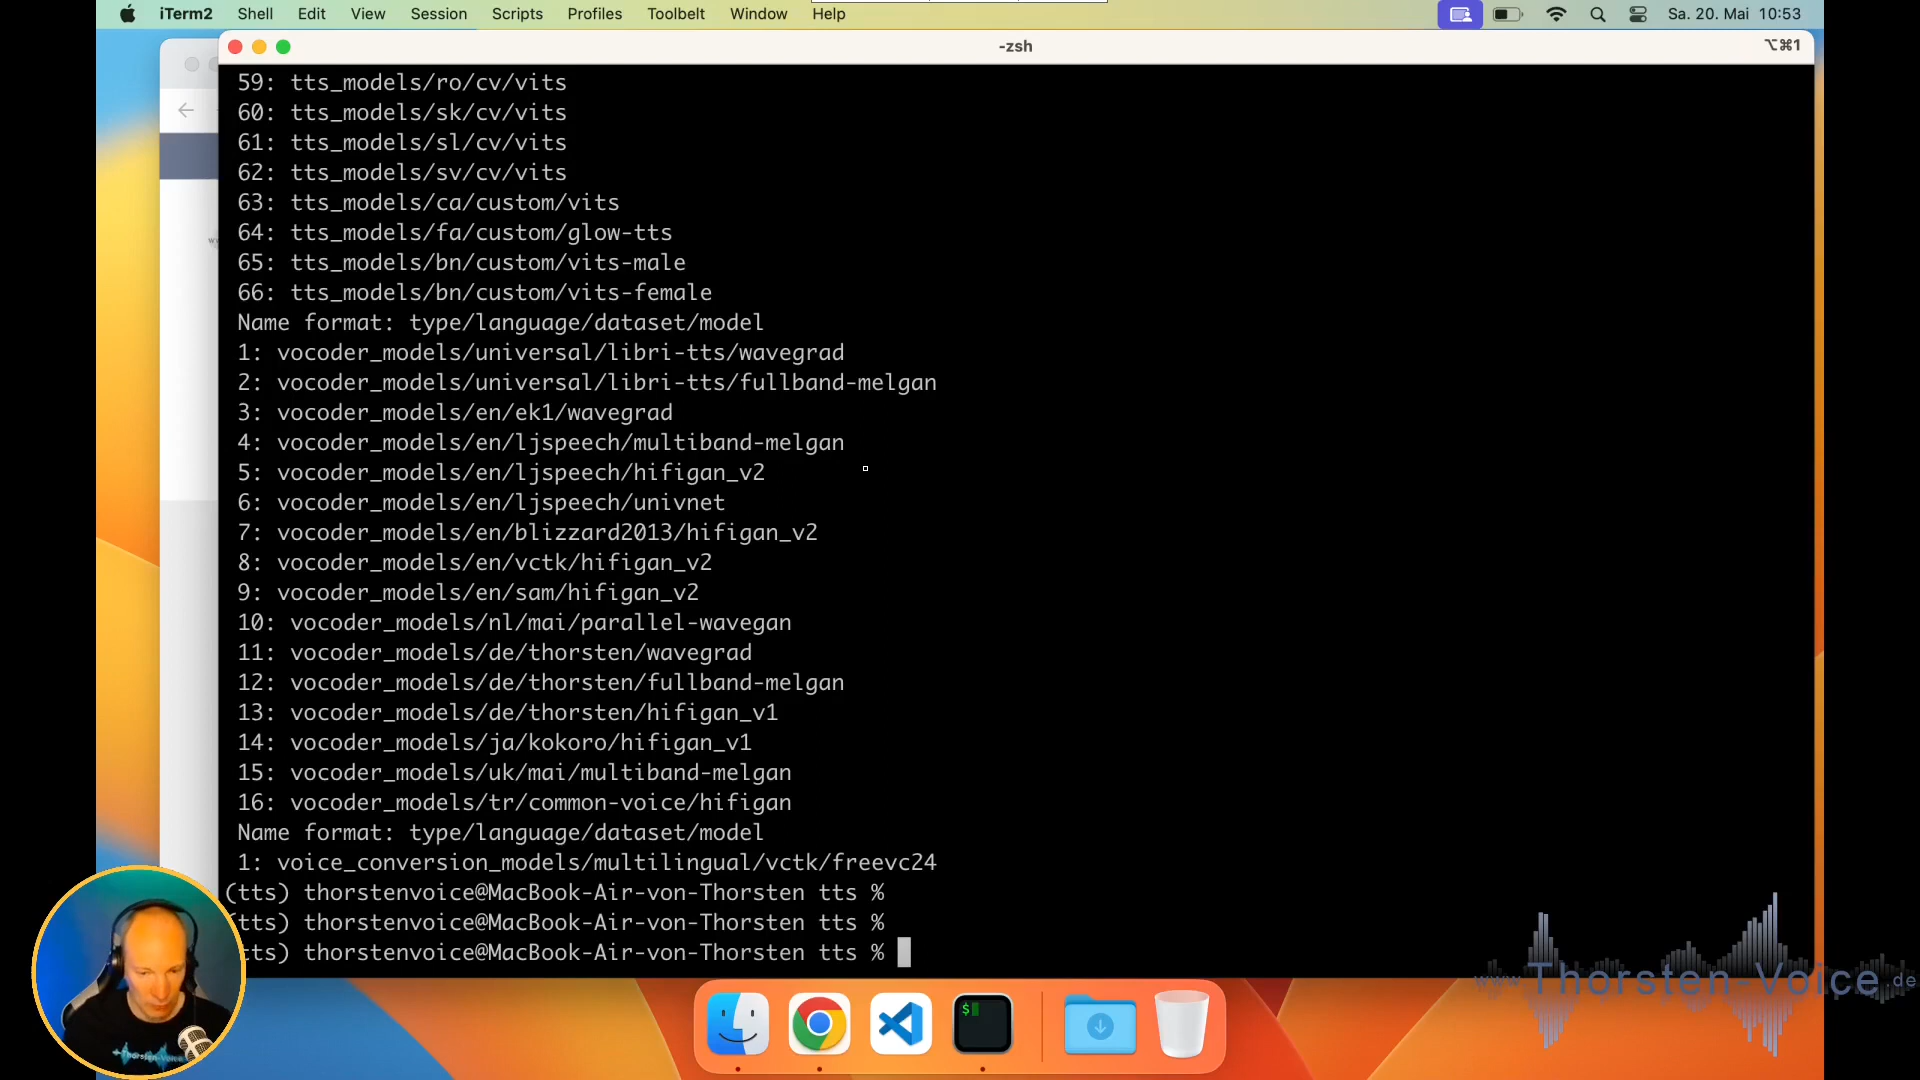 iTerm2 Shell Edit View Session Scripts Profiles Toolbelt Window Help Sa. 20. Mai 10:53
-zsh ⌥⌘1
59: tts_models/ro/cv/vits
60: tts_models/sk/cv/vits
61: tts_models/sl/cv/vits
62: tts_models/sv/cv/vits
63: tts_models/ca/custom/vits
64: tts_models/fa/custom/glow-tts
65: tts_models/bn/custom/vits-male
66: tts_models/bn/custom/vits-female
Name format: type/language/dataset/model
1: vocoder_models/universal/libri-tts/wavegrad
2: vocoder_models/universal/libri-tts/fullband-melgan
3: vocoder_models/en/ek1/wavegrad
4: vocoder_models/en/ljspeech/multiband-melgan
5: vocoder_models/en/ljspeech/hifigan_v2
6: vocoder_models/en/ljspeech/univnet
7: vocoder_models/en/blizzard2013/hifigan_v2
8: vocoder_models/en/vctk/hifigan_v2
9: vocoder_models/en/sam/hifigan_v2
10: vocoder_models/nl/mai/parallel-wavegan
11: vocoder_models/de/thorsten/wavegrad
12: vocoder_models/de/thorsten/fullband-melgan
13: vocoder_models/de/thorsten/hifigan_v1
14: vocoder_models/ja/kokoro/hifigan_v1
15: vocoder_models/uk/mai/multiband-melgan
16: vocoder_models/tr/common-voice/hifigan
Name format: type/language/dataset/model
1: voice_conversion_models/multilingual/vctk/freevc24
(tts) thorstenvoice@MacBook-Air-von-Thorsten tts %
(tts) thorstenvoice@MacBook-Air-von-Thorsten tts %
(tts) thorstenvoice@MacBook-Air-von-Thorsten tts %
www.Thorsten-Voice.de
$
Thorsten-Voice